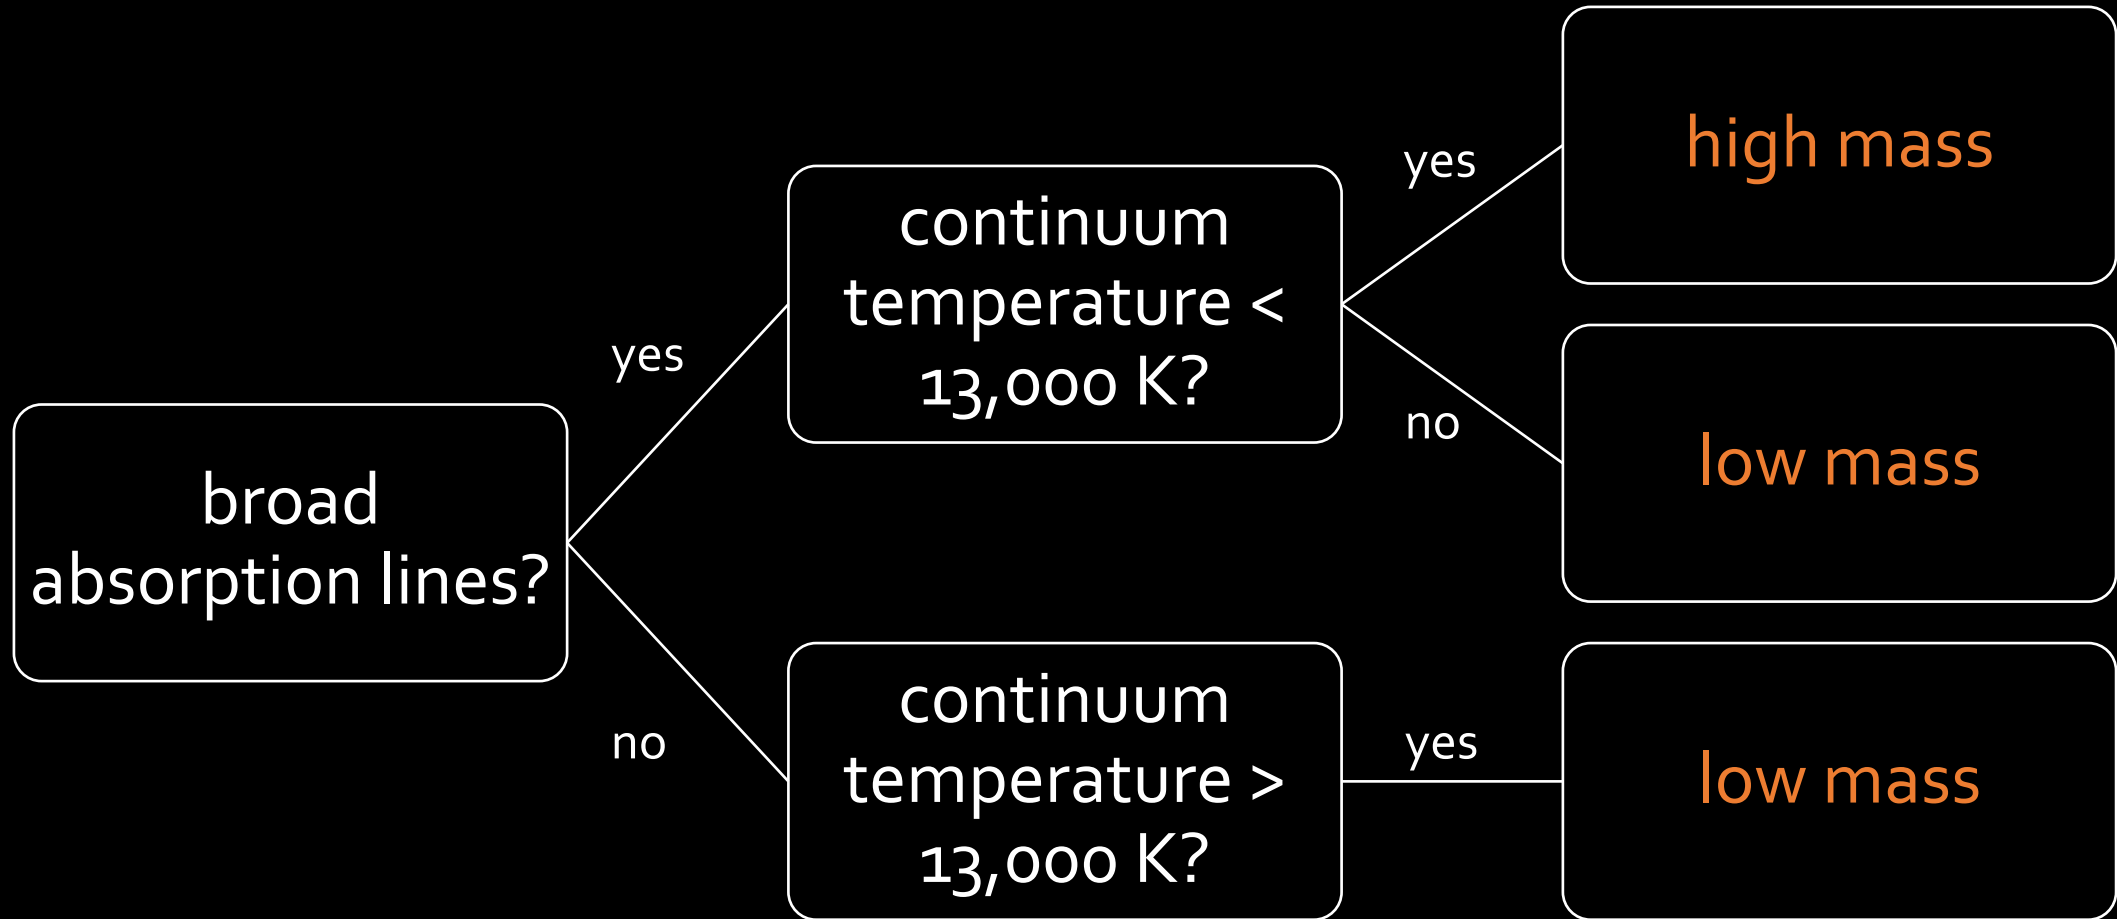 broad
absorption lines?
yes
no
continuum
temperature <
13,000 K?
yes
no
high mass
low mass
continuum
temperature >
13,000 K?
yes
low mass